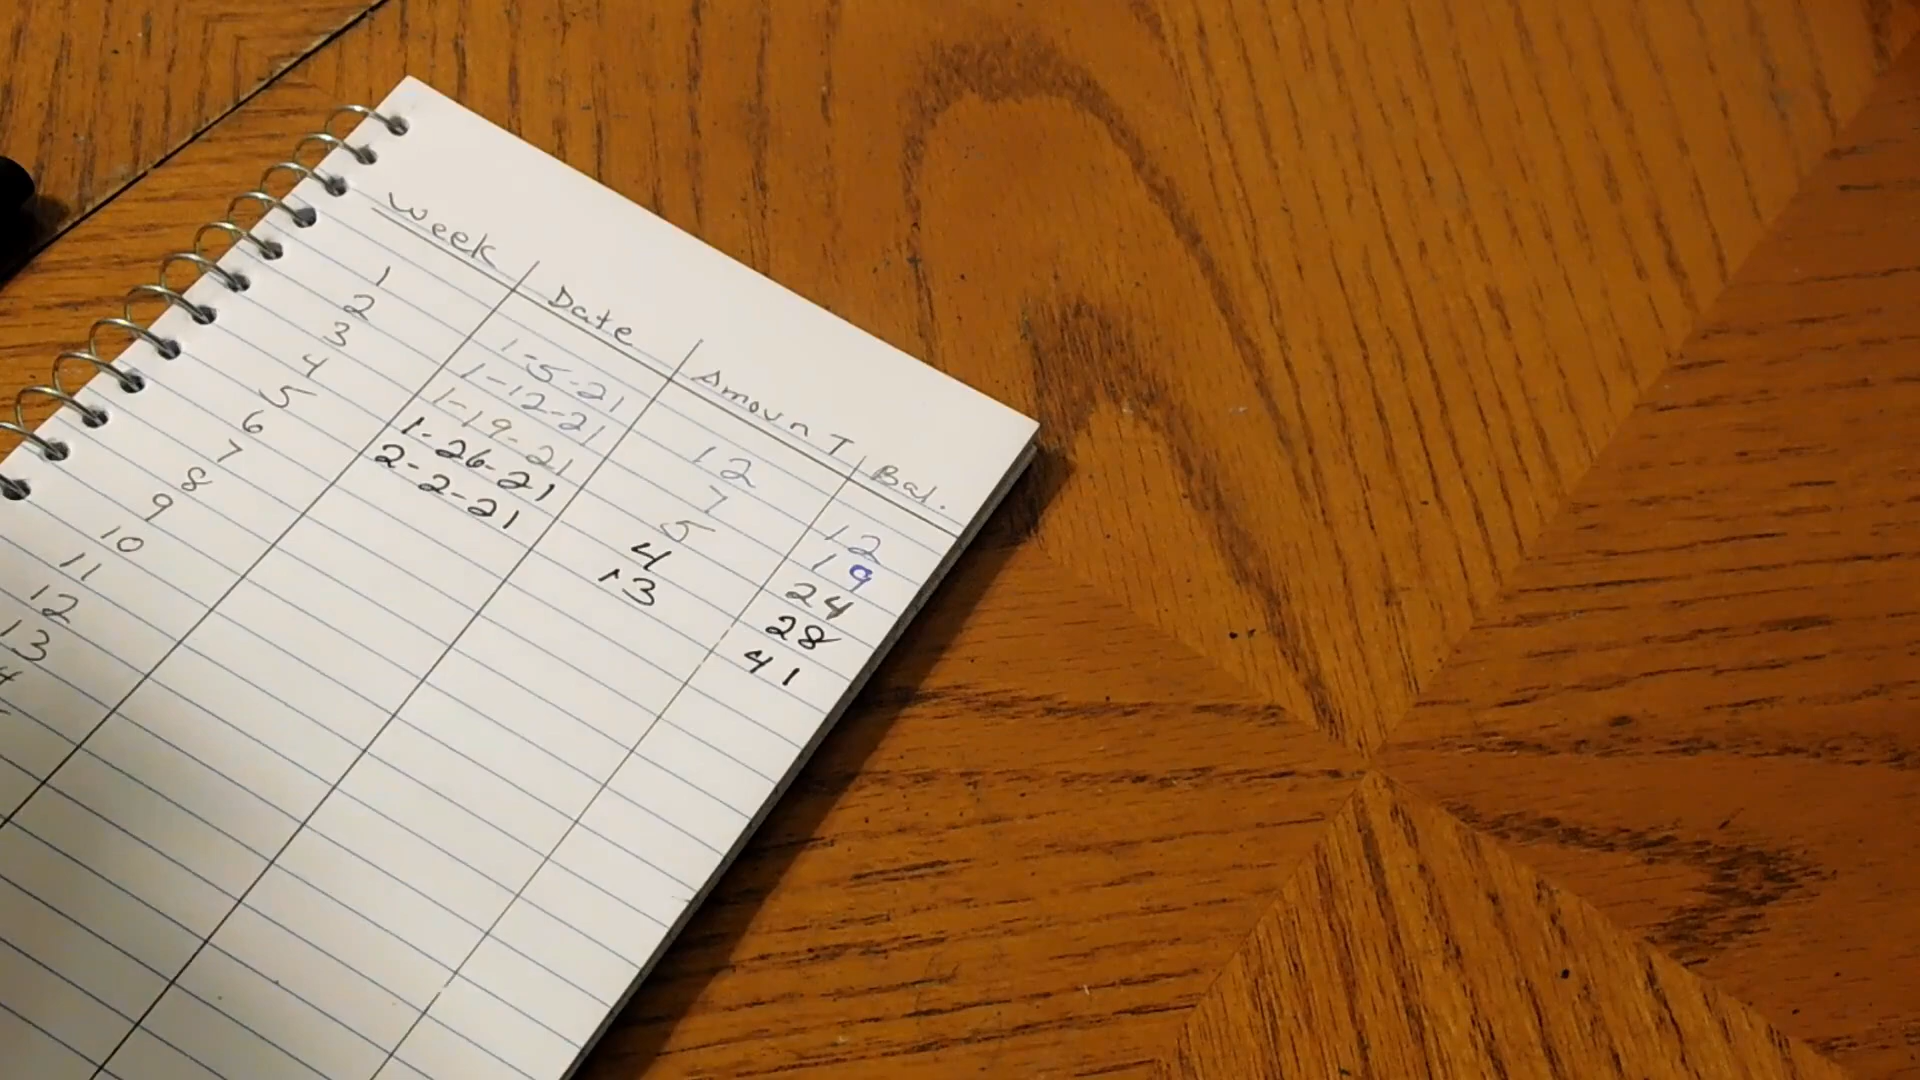 Week Date Amount Bal.
1 1-5-21 12 12
2 1-12-21 7 19
3 1-19-21 5 24
4 1-26-21 4 28
5 2-2-21 13 41
6
7
8
9
10
11
12
13